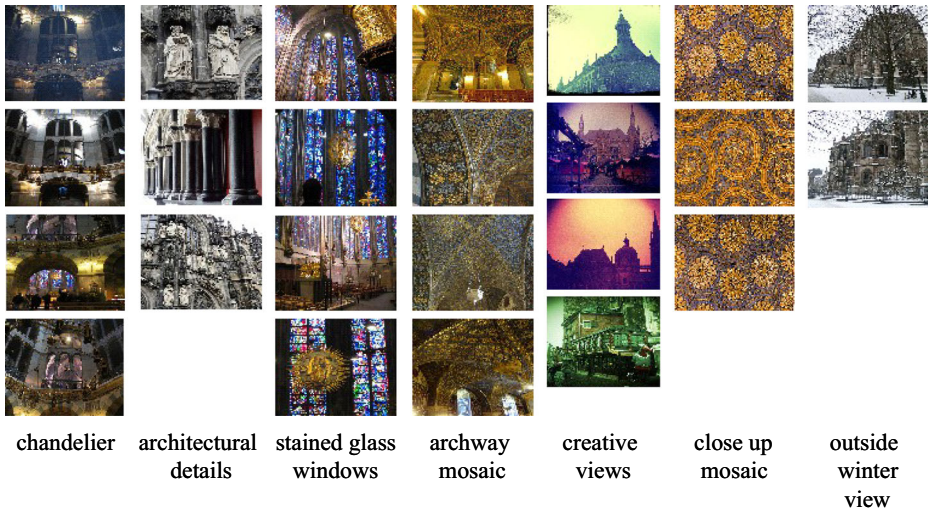 chandelier
architectural
details
stained glass
windows
archway
mosaic
creative
views
close up
mosaic
outside
winter
view